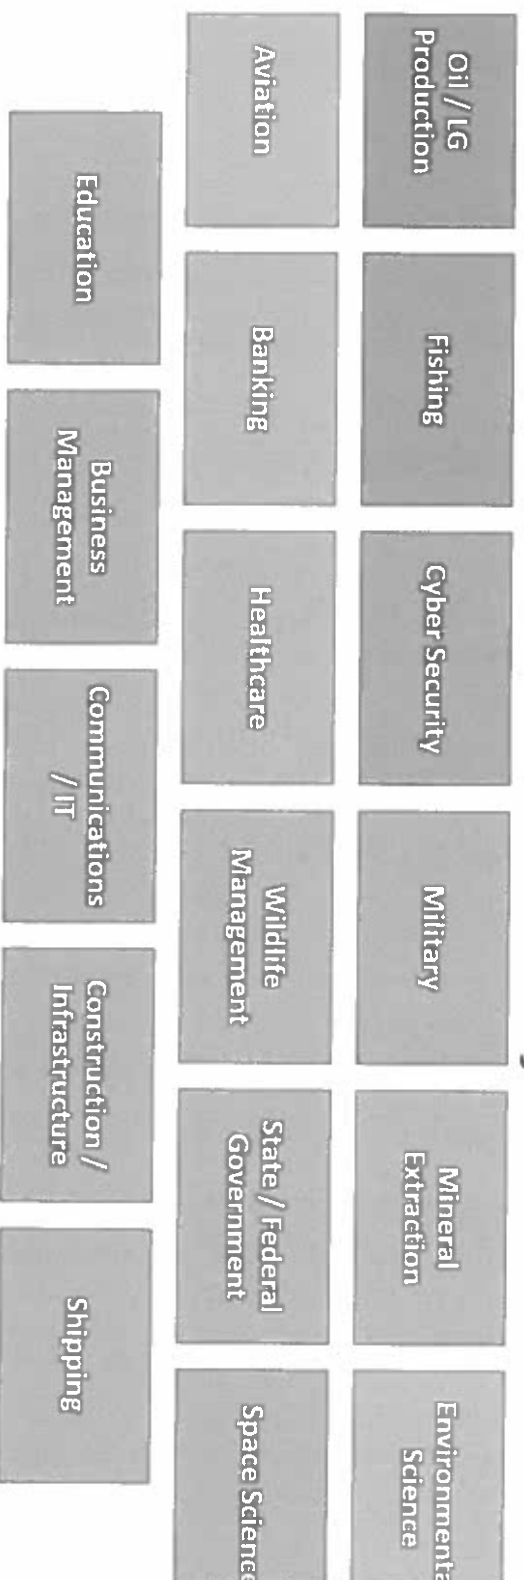 Oil / LG
Production
Fishing
Cyber Security
Military
Mineral
Extraction
Environmenta
Science
Aviation
Banking
Healthcare
Wildlife
Management
State / Federal
Government
Space Science
Education
Business
Management
Communications
/ IT
Construction /
Infrastructure
Shipping